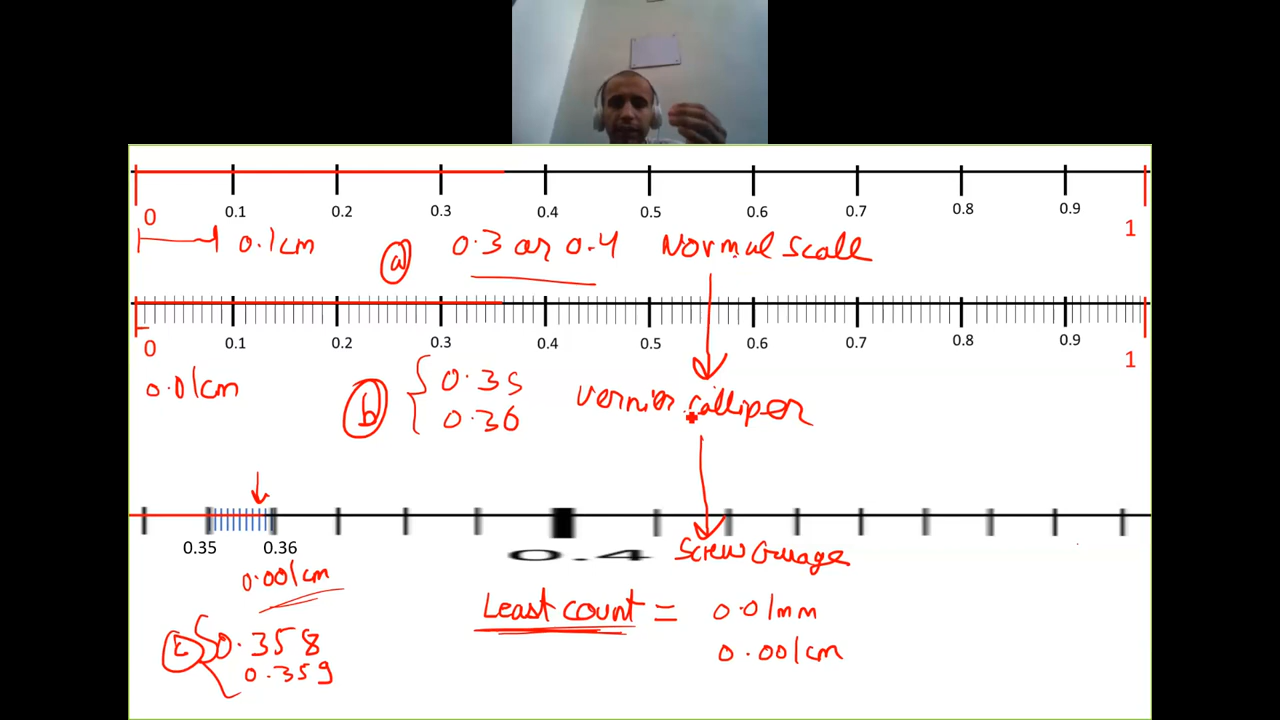 0 0.1 0.2 0.3 0.4 0.5 0.6 0.7 0.8 0.9 1
0.1cm
a 0.3 or 0.4 Normal Scall
0 0.1 0.2 0.3 0.4 0.5 0.6 0.7 0.8 0.9 1
0.01cm
b 0.35
0.36
vernier calliper
0.35 0.36 0.4
Screw Guage
0.001cm
Least count = 0.01mm
0.001cm
c 0.358
0.359